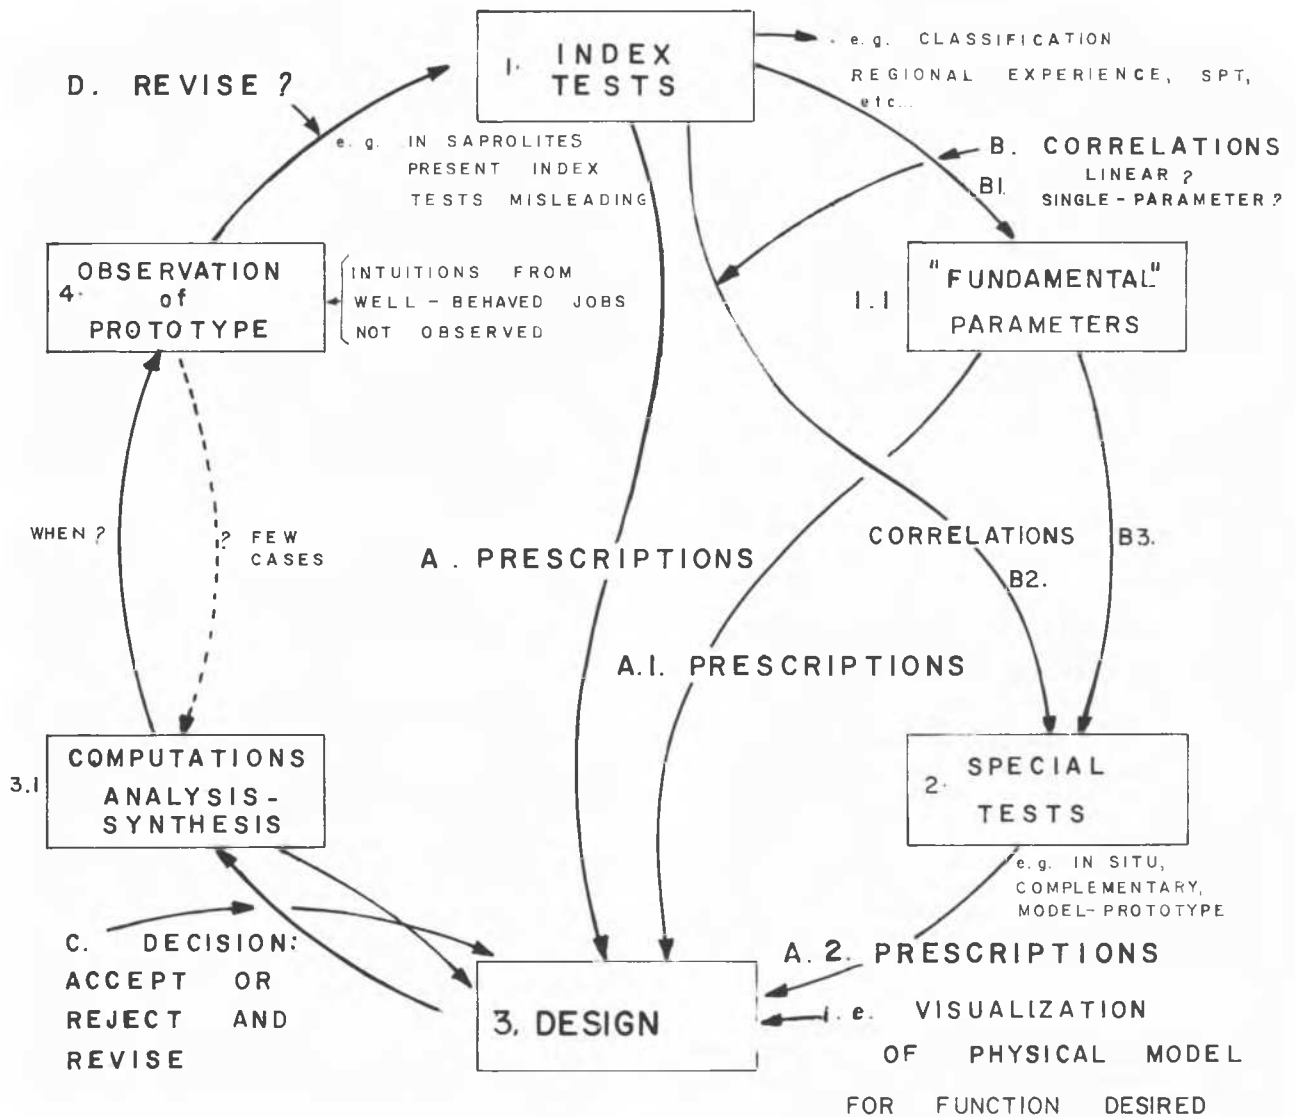 1. INDEX
TESTS
e.g. CLASSIFICATION
REGIONAL EXPERIENCE, SPT,
etc...
D. REVISE?
e.g. IN SAPROLITES
PRESENT INDEX
TESTS MISLEADING
B. CORRELATIONS
LINEAR?
SINGLE-PARAMETER?
B1.
4. OBSERVATION
of
PROTOTYPE
INTUITIONS FROM
WELL-BEHAVED JOBS
NOT OBSERVED
1.1 "FUNDAMENTAL"
PARAMETERS
WHEN?
? FEW
CASES
A. PRESCRIPTIONS
CORRELATIONS
B2.
B3.
A.1. PRESCRIPTIONS
3.1 COMPUTATIONS
ANALYSIS-
SYNTHESIS
2. SPECIAL
TESTS
e.g. IN SITU,
COMPLEMENTARY,
MODEL-PROTOTYPE
C. DECISION:
ACCEPT OR
REJECT AND
REVISE
3. DESIGN
A.2. PRESCRIPTIONS
i.e. VISUALIZATION
OF PHYSICAL MODEL
FOR FUNCTION DESIRED